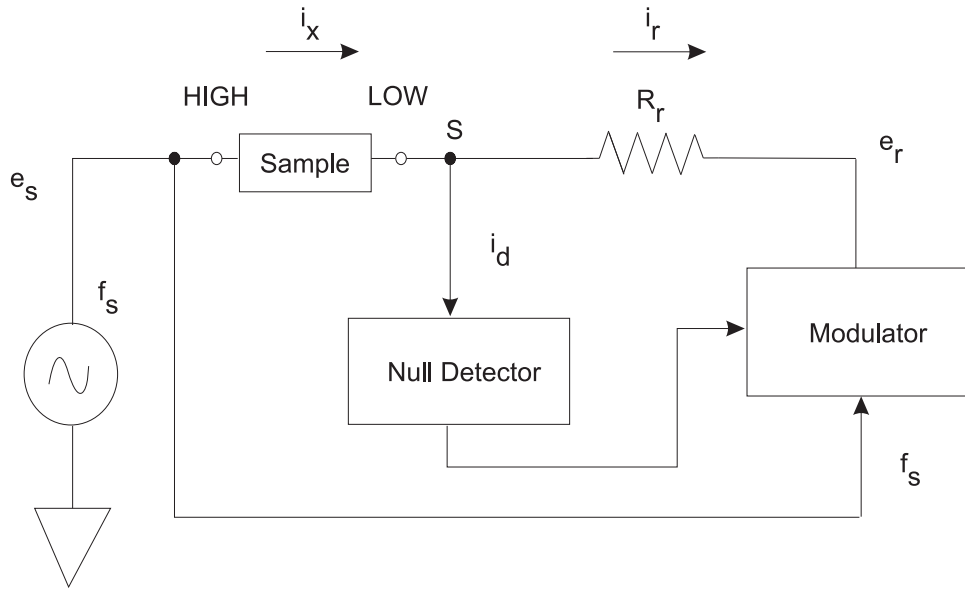 i_x
i_r
HIGH
LOW
S
R_r
Sample
e_s
e_r
i_d
f_s
Null Detector
Modulator
f_s